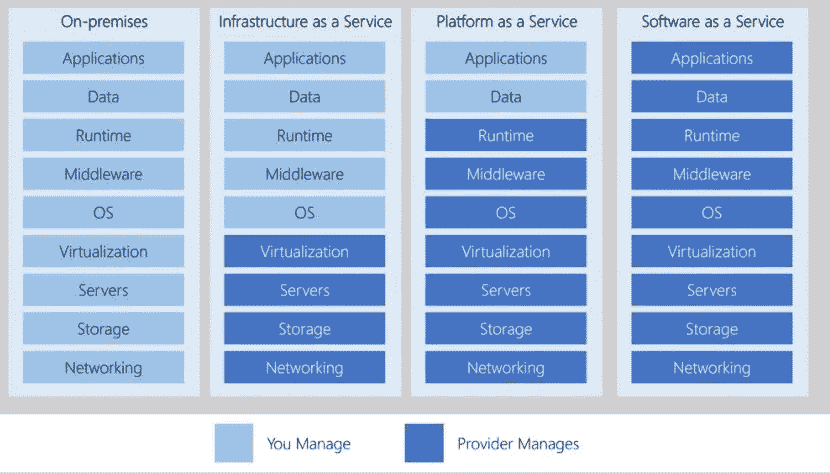 On-premises
Applications
Data
Runtime
Middleware
OS
Virtualization
Servers
Storage
Networking
Infrastructure as a Service
Applications
Data
Runtime
Middleware
OS
Virtualization
Servers
Storage
Networking
Platform as a Service
Applications
Data
Runtime
Middleware
OS
Virtualization
Servers
Storage
Networking
Software as a Service
Applications
Data
Runtime
Middleware
OS
Virtualization
Servers
Storage
Networking
You Manage
Provider Manages